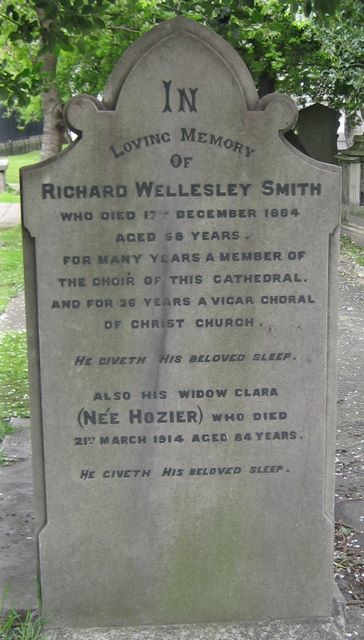 IN
LOVING MEMORY
OF
RICHARD WELLESLEY SMITH
WHO DIED 17TH DECEMBER 1884
AGED 58 YEARS.
FOR MANY YEARS A MEMBER OF
THE CHOIR OF THIS CATHEDRAL.
AND FOR 26 YEARS A VICAR CHORAL
OF CHRIST CHURCH.
HE GIVETH HIS BELOVED SLEEP.
ALSO HIS WIDOW CLARA
(NÉE HOZIER) WHO DIED
21ST MARCH 1914 AGED 84 YEARS.
HE GIVETH HIS BELOVED SLEEP.